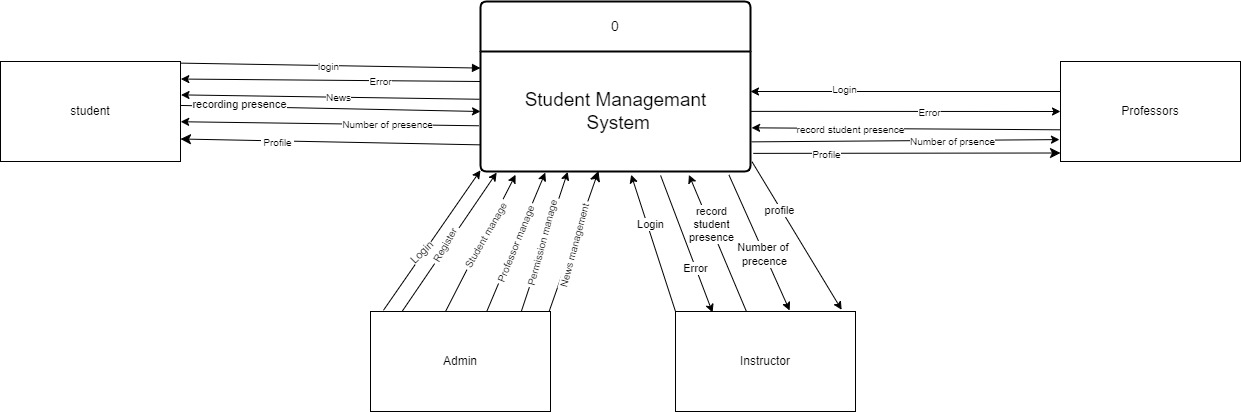 0
Student Managemant
System
student
login
Error
News
recording presence
Number of presence
Profile
Professors
Login
Error
record student presence
Number of prsence
Profile
Login
Register
Student manage
Professor manage
Permission manage
News management
Login
Error
record
student
presence
Number of
precence
profile
Admin
Instructor